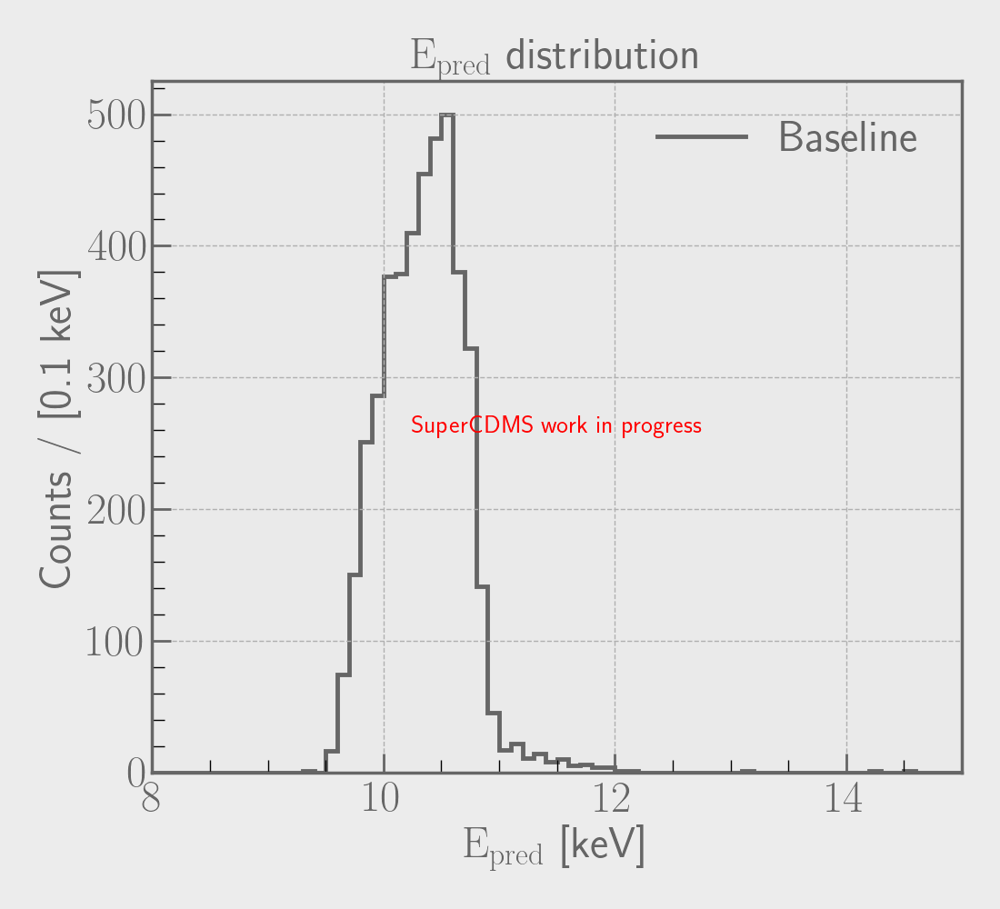 E_pred distribution
500
400
300
200
100
0
Counts / [0.1 keV]
Baseline
SuperCDMS work in progress
8 10 12 14
E_pred [keV]